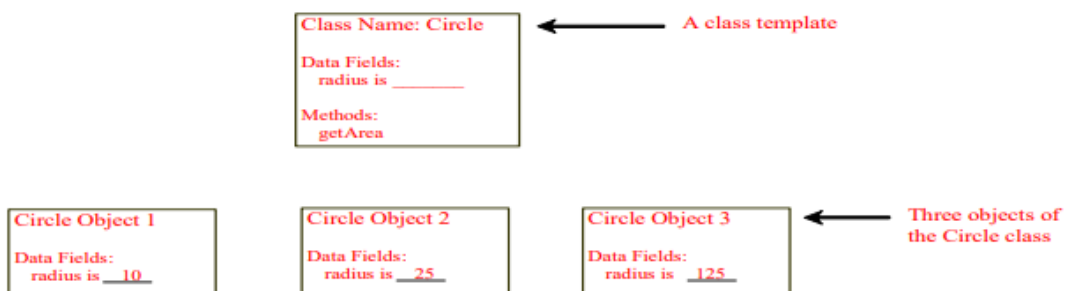 Class Name: Circle
A class template
Data Fields:
radius is ________
Methods:
getArea
Circle Object 1
Data Fields:
radius is 10
Circle Object 2
Data Fields:
radius is 25
Circle Object 3
Data Fields:
radius is 125
Three objects of
the Circle class